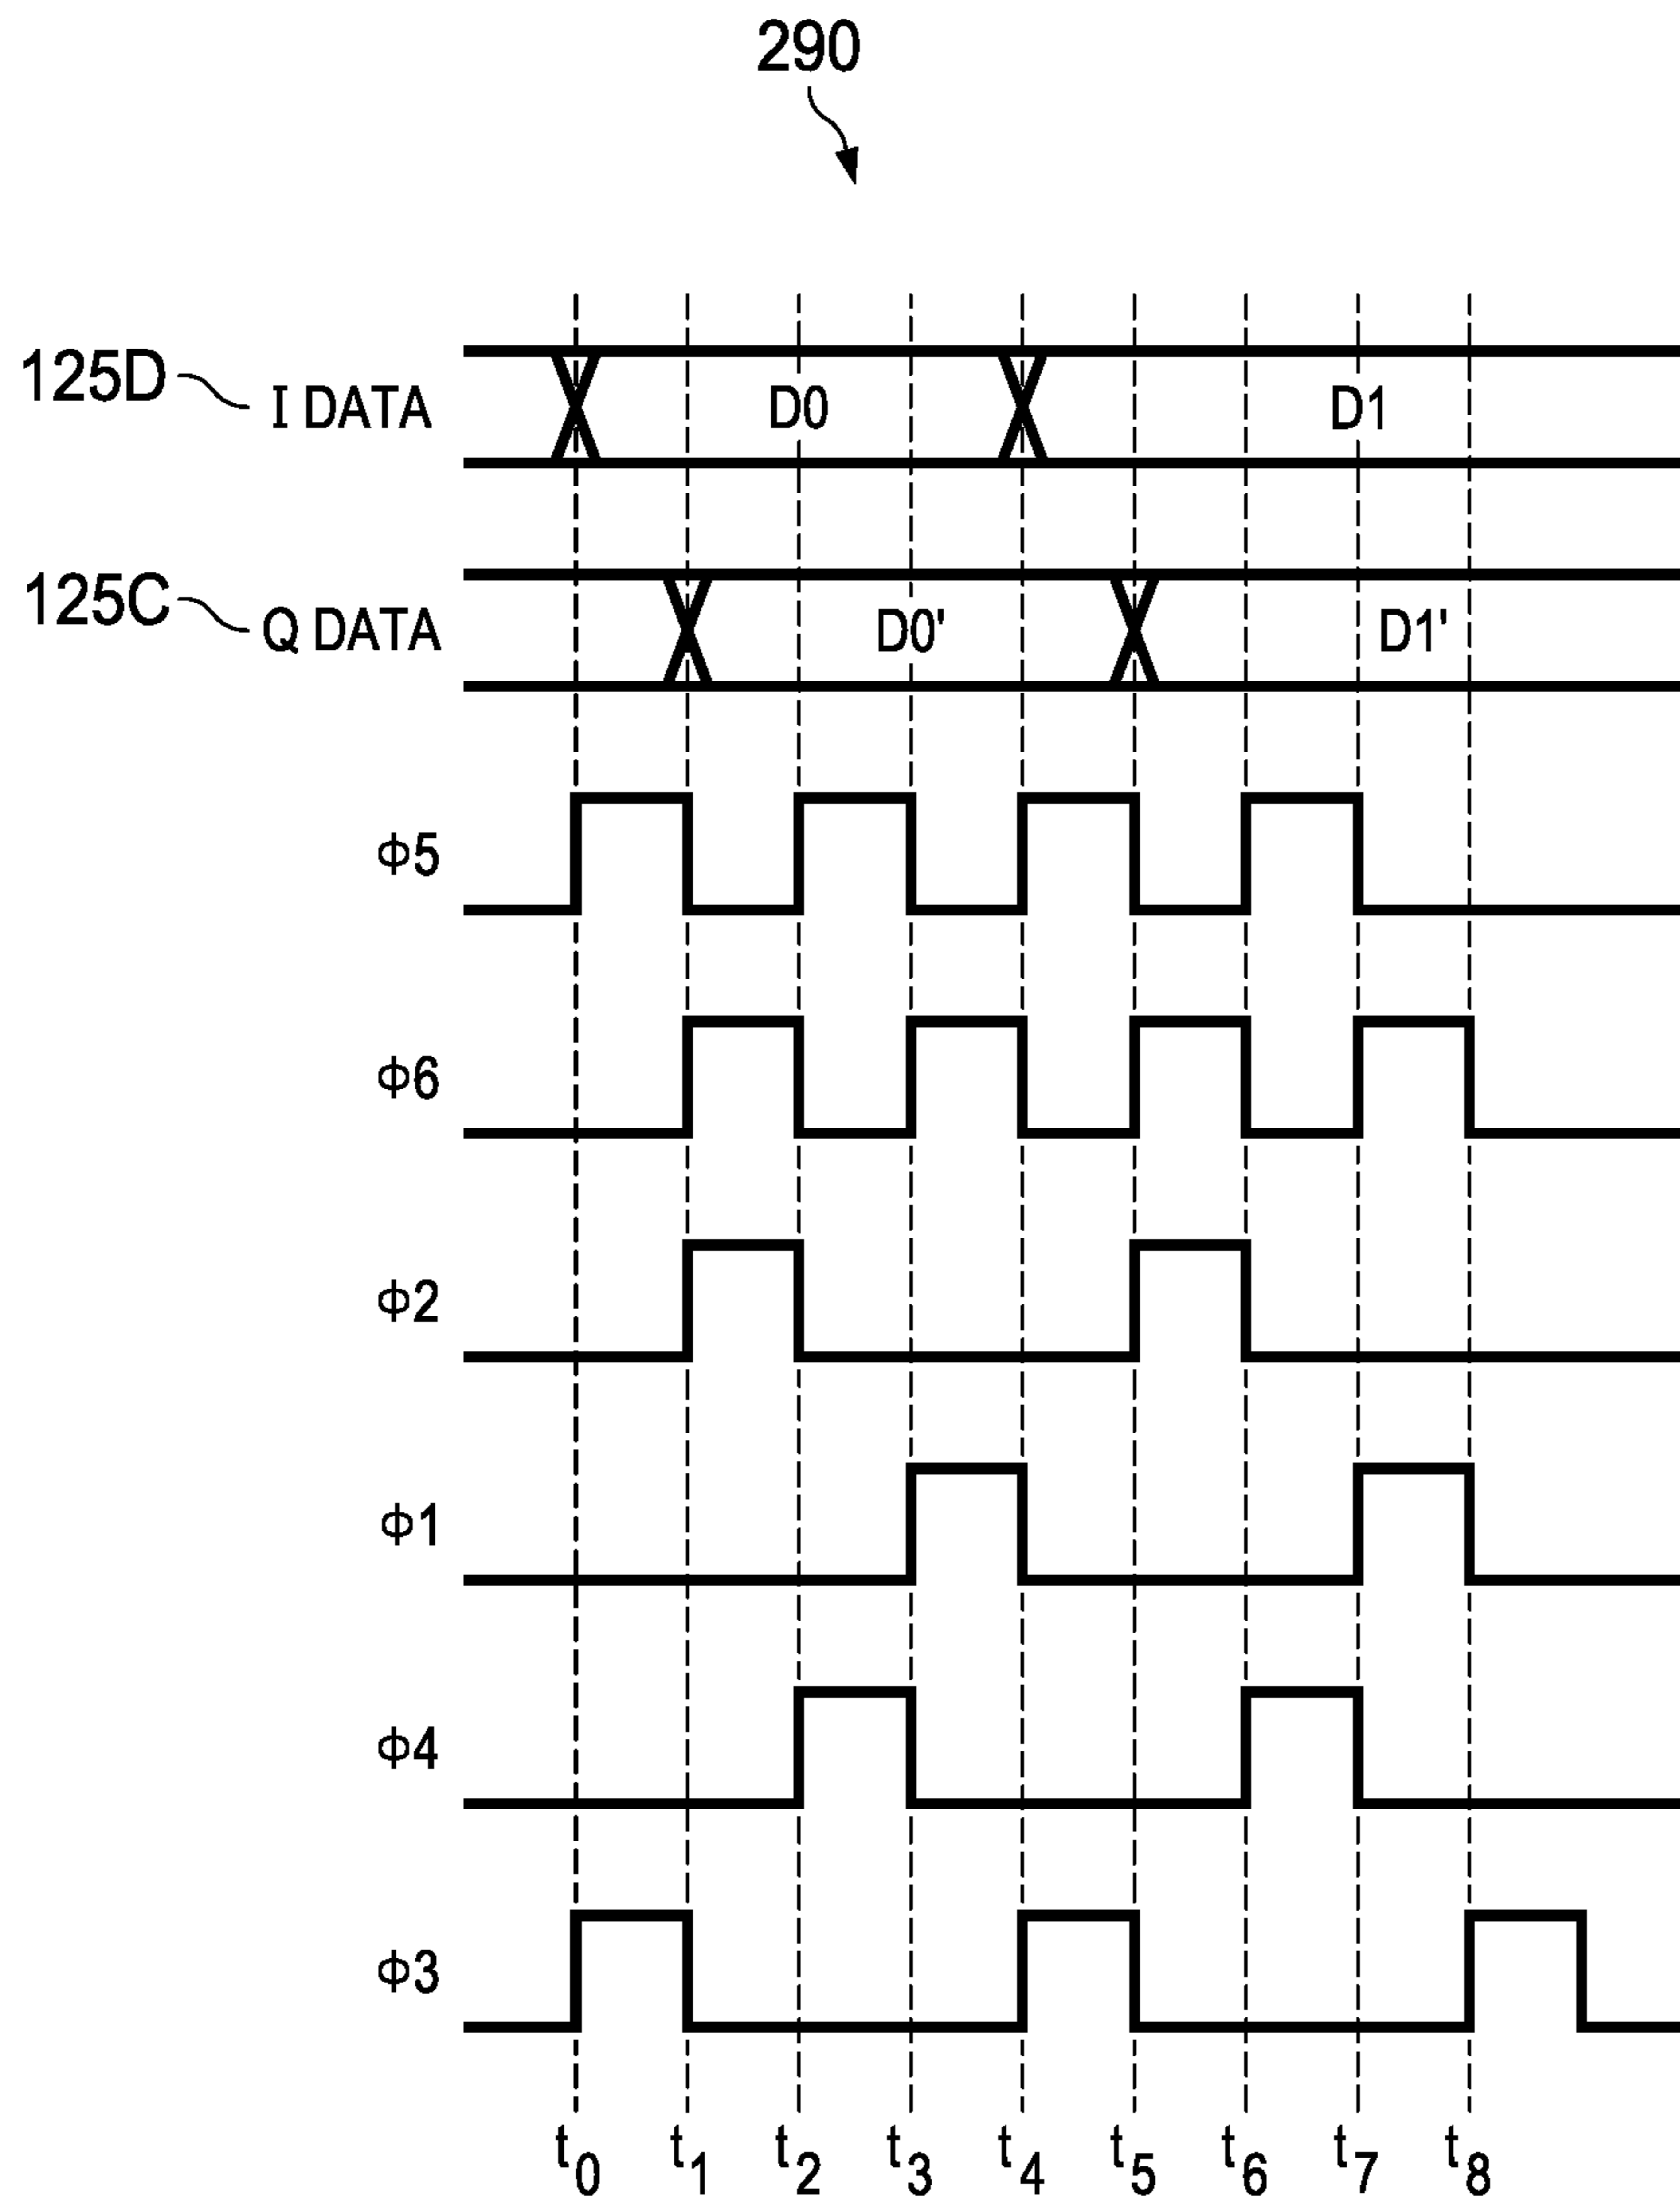 290
125D I DATA D0 D1
125C Q DATA D0' D1'
Φ5
Φ6
Φ2
Φ1
Φ4
Φ3
t0 t1 t2 t3 t4 t5 t6 t7 t8